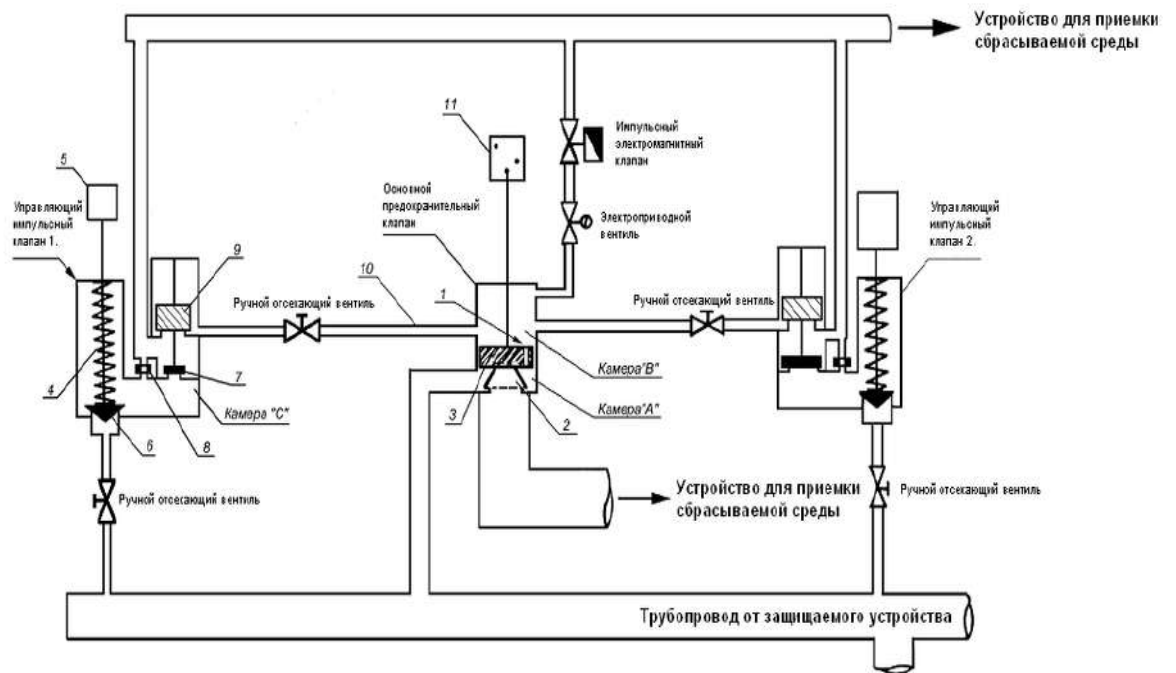 Устройство для приемки
сбрасываемой среды
11
Импульсный
электромагнитный
клапан
5
Управляющий
импульсный
клапан 1.
Основной
предохранительный
клапан
Электроприводной
вентиль
Управляющий
импульсный
клапан 2.
9
10
Ручной отсекающий вентиль
1
Ручной отсекающий вентиль
4
7
Камера"В"
Камера "С"
3
2
Камера"А"
6
8
Ручной отсекающий вентиль
Устройство для приемки
сбрасываемой среды
Ручной отсекающий вентиль
Трубопровод от защищаемого устройства